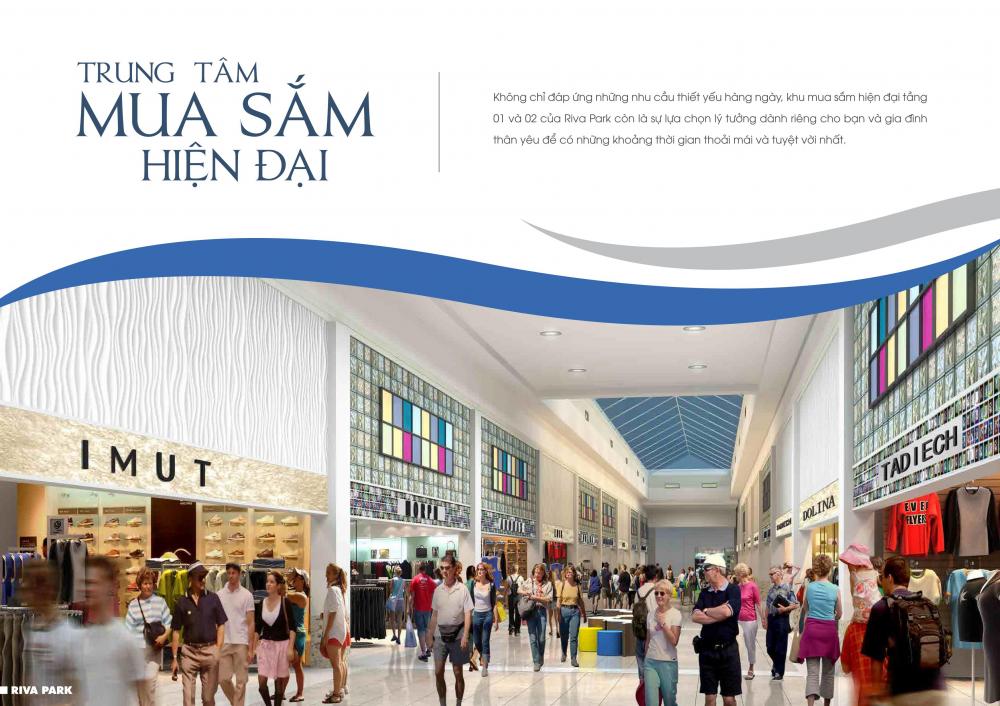 TRUNG TÂM
MUA SẮM
HIỆN ĐẠI
Không chỉ đáp ứng những nhu cầu thiết yếu hàng ngày, khu mua sắm hiện đại tầng
01 và 02 của Riva Park còn là sự lựa chọn lý tưởng dành riêng cho bạn và gia đình
thân yêu để có những khoảng thời gian thoải mái và tuyệt vời nhất.
IMUT
DOLINA
TADIECH
EVER
FLYER
RIVA PARK